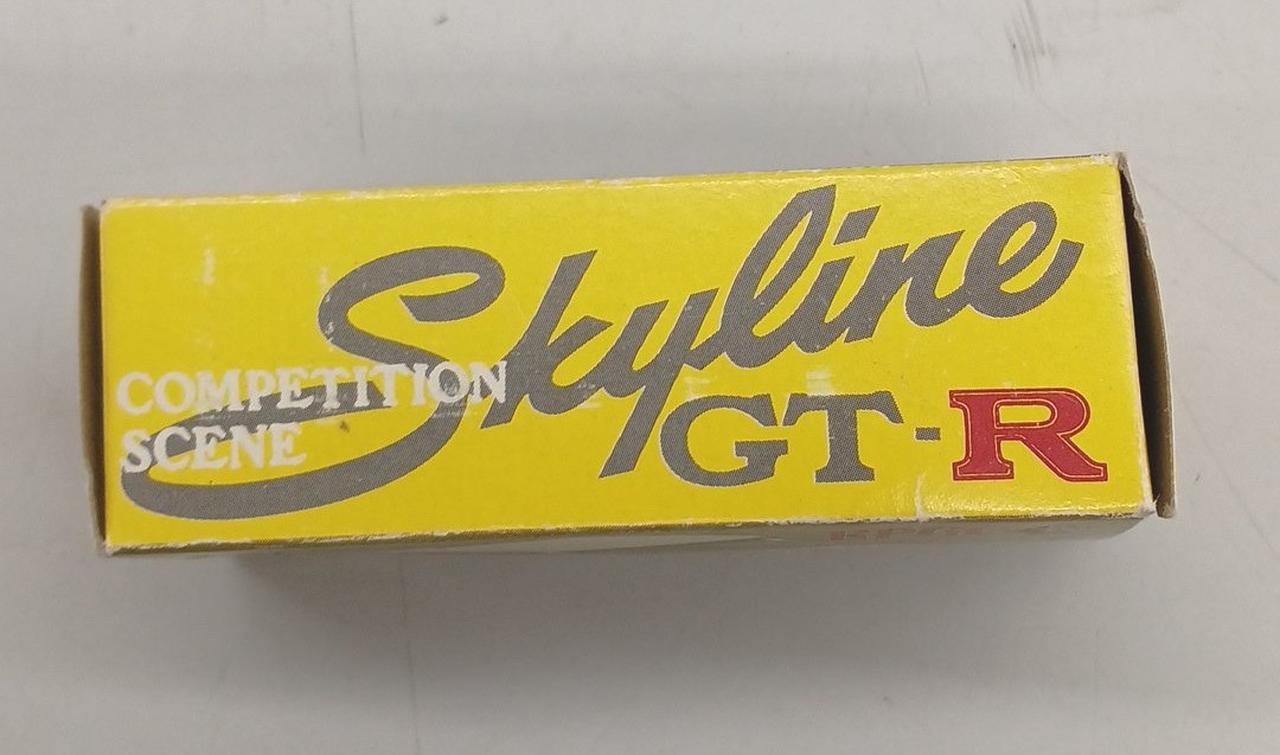 Skyline
COMPETITION
SCENE
GT-R